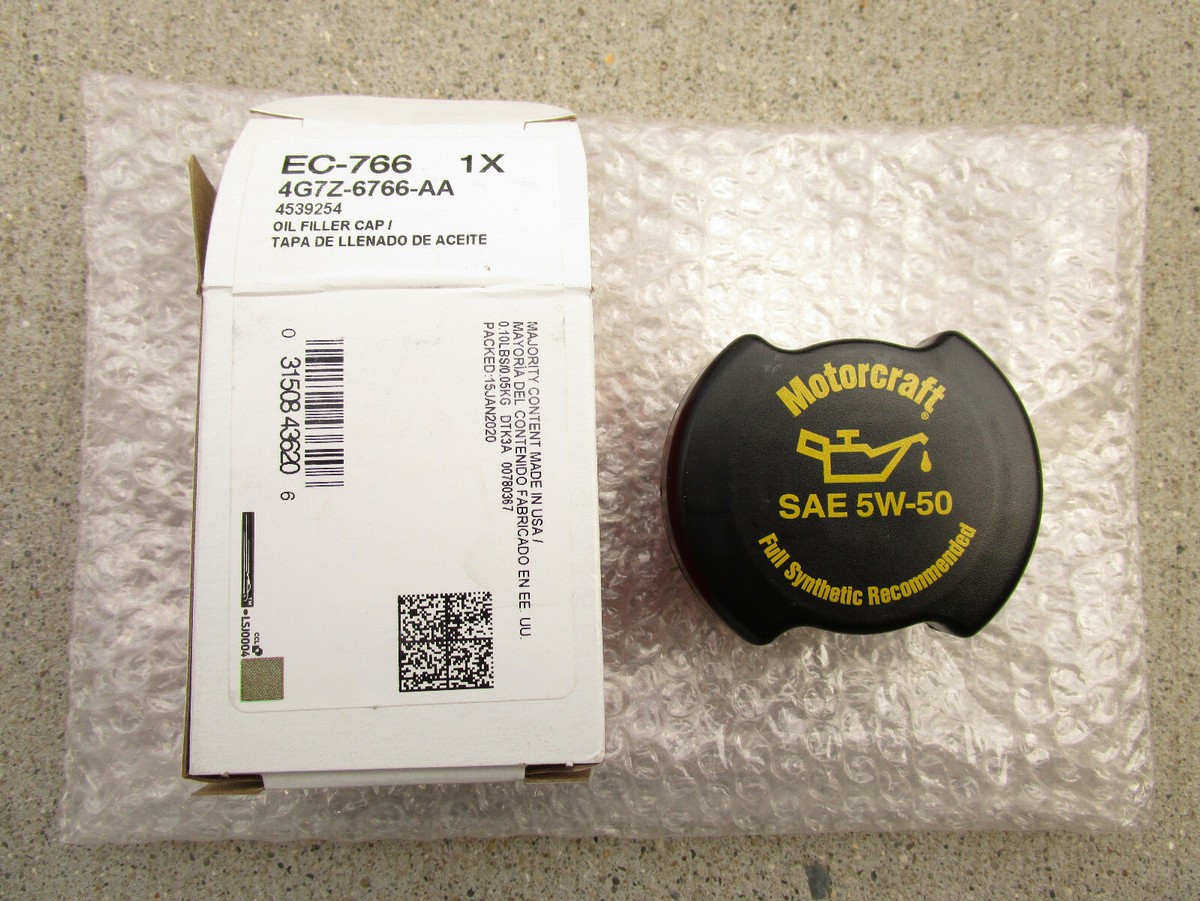 EC-766 1X
4G7Z-6766-AA
4539254
OIL FILLER CAP /
TAPA DE LLENADO DE ACEITE
MAJORITY CONTENT MADE IN USA /
MAYORIA DEL CONTENIDO FABRICADO EN EE. UU.
0.10LBS/0.05KG DTK3A 00780367
PACKED:15JAN2020
0 31508 43620 6
LSJ0004
CCL
Motorcraft®
SAE 5W-50
Full Synthetic Recommended